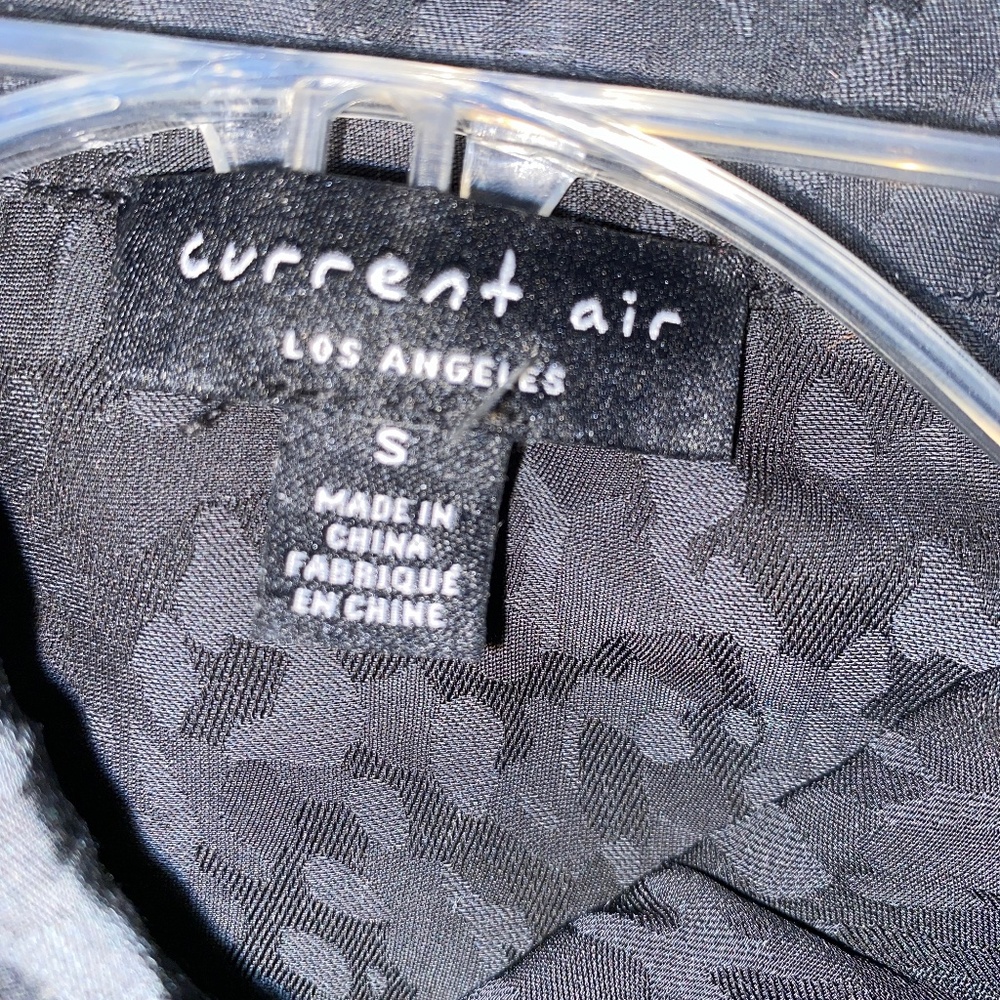 current air
LOS ANGELES
S
MADE IN
CHINA
FABRIQUÉ
EN CHINE